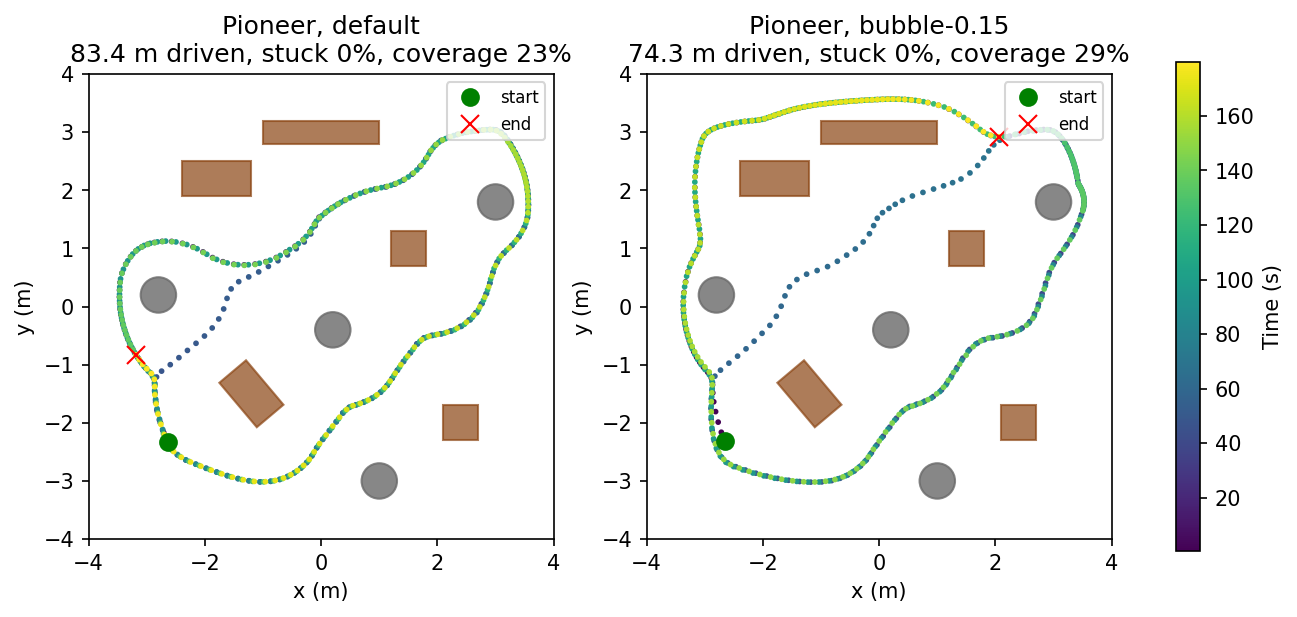 Pioneer, default
83.4 m driven, stuck 0%, coverage 23%
start
end
4
3
2
1
0
−1
−2
−3
−4
y (m)
−4
−2
0
2
4
x (m)
Pioneer, bubble-0.15
74.3 m driven, stuck 0%, coverage 29%
start
end
4
3
2
1
0
−1
−2
−3
−4
y (m)
−4
−2
0
2
4
x (m)
160
140
120
100
80
60
40
20
Time (s)